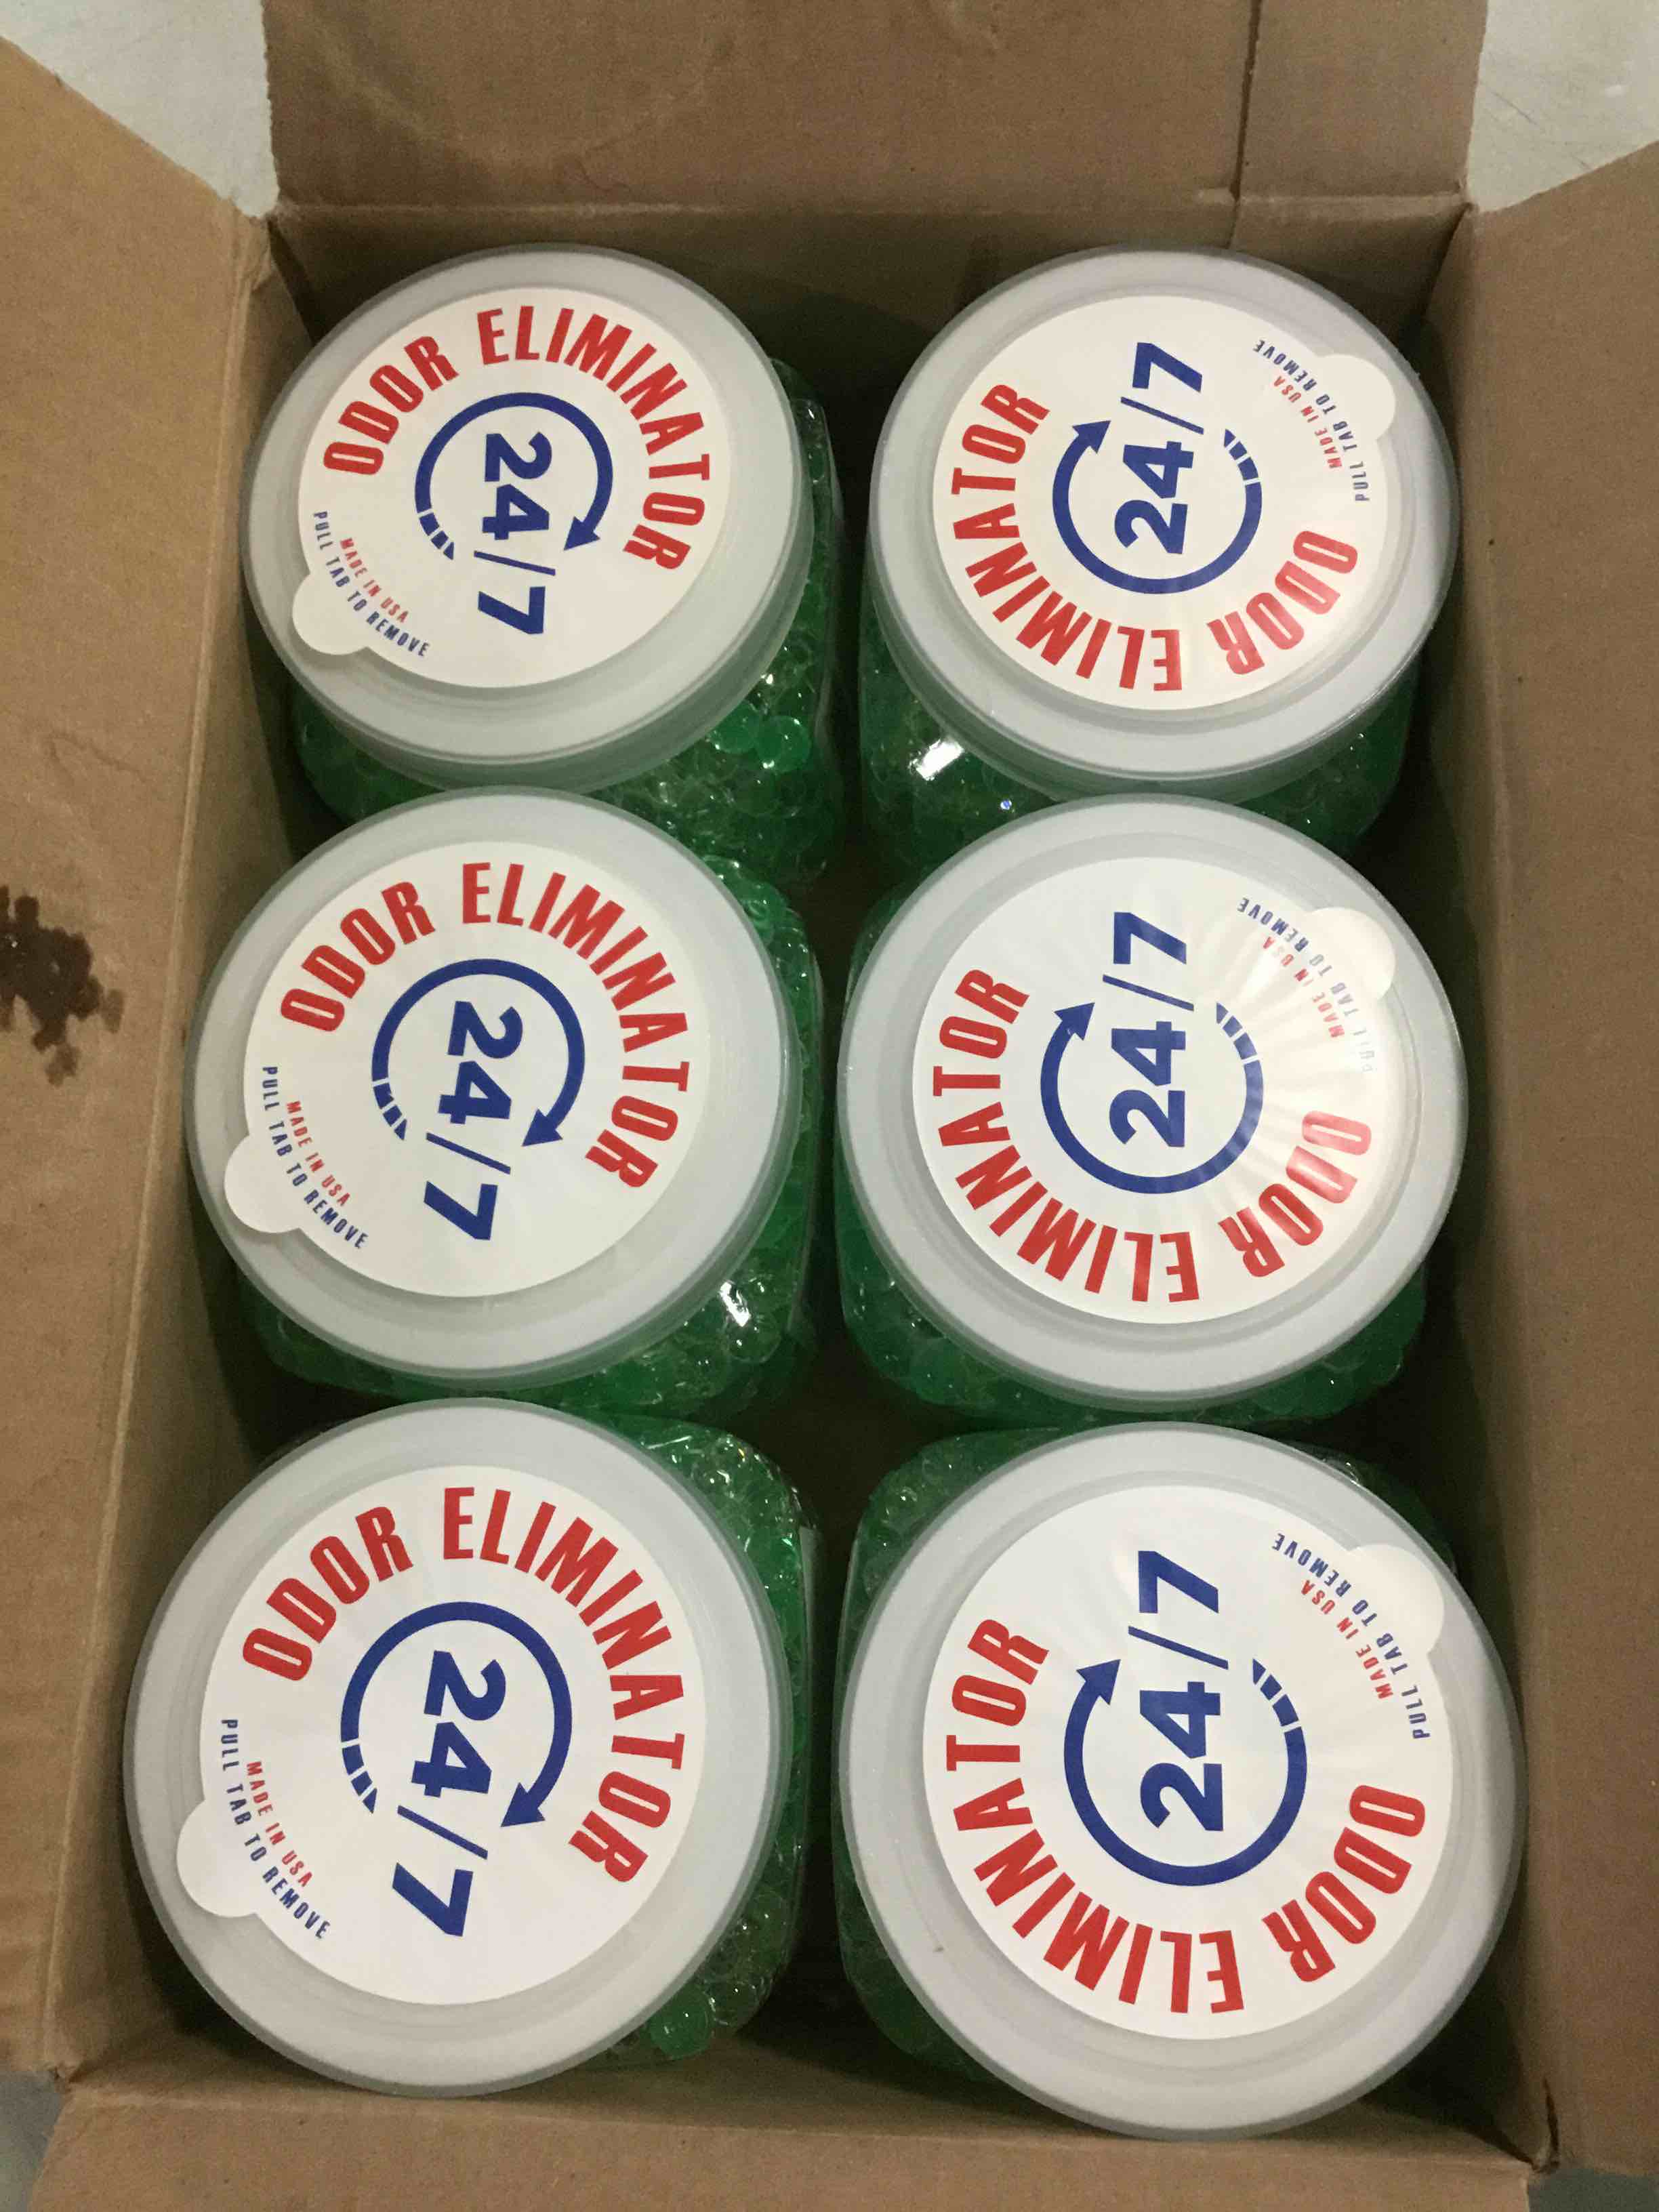 ODOR ELIMINATOR
24/7
MADE IN USA
PULL TAB TO REMOVE
ODOR ELIMINATOR
24/7
MADE IN USA
PULL TAB TO REMOVE
ODOR ELIMINATOR
24/7
MADE IN USA
PULL TAB TO REMOVE
ODOR ELIMINATOR
24/7
MADE IN USA
PULL TAB TO REMOVE
ODOR ELIMINATOR
24/7
MADE IN USA
PULL TAB TO REMOVE
ODOR ELIMINATOR
24/7
MADE IN USA
PULL TAB TO REMOVE